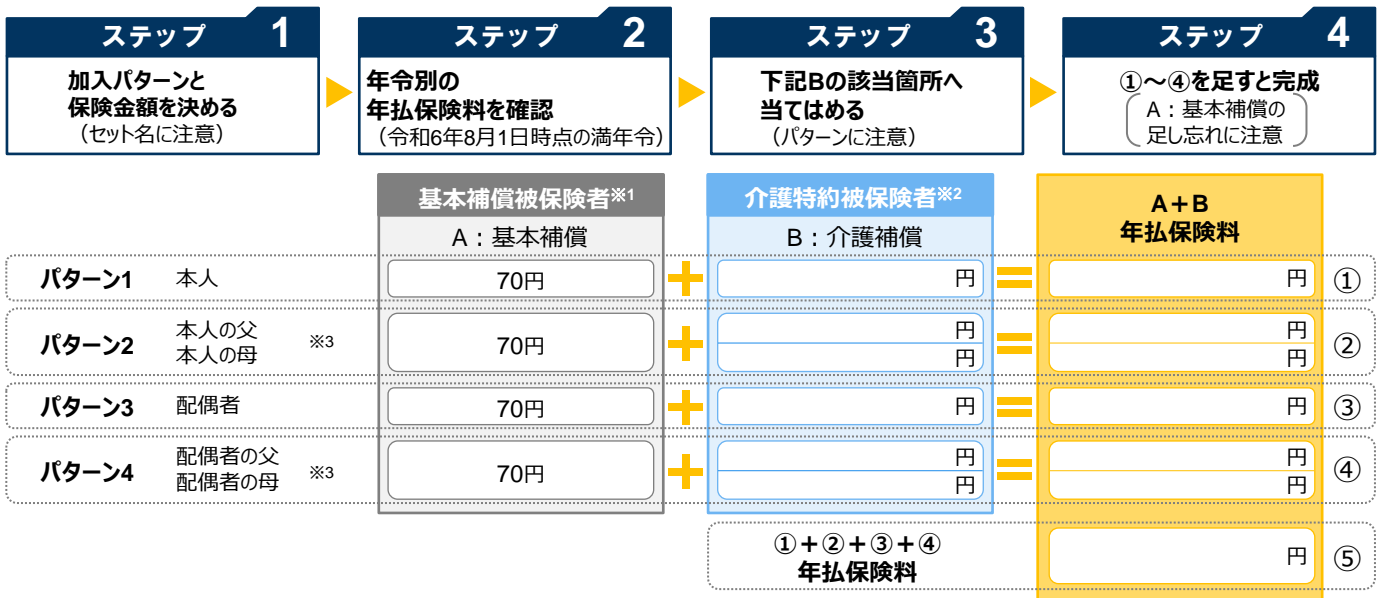 ステップ 1
加入パターンと
保険金額を決める
（セット名に注意）
ステップ 2
年令別の
年払保険料を確認
（令和6年8月1日時点の満年令）
ステップ 3
下記Bの該当箇所へ
当てはめる
（パターンに注意）
ステップ 4
①～④を足すと完成
A：基本補償の
足し忘れに注意
基本補償被保険者※1
A：基本補償
介護特約被保険者※2
B：介護補償
A＋B
年払保険料
パターン1 本人 70円 + 円 = 円 ①
パターン2 本人の父 ※3 70円 + 円 = 円 ②
本人の母 円 円
パターン3 配偶者 70円 + 円 = 円 ③
パターン4 配偶者の父 ※3 70円 + 円 = 円 ④
配偶者の母 円 円
①＋②＋③＋④
年払保険料
円 ⑤